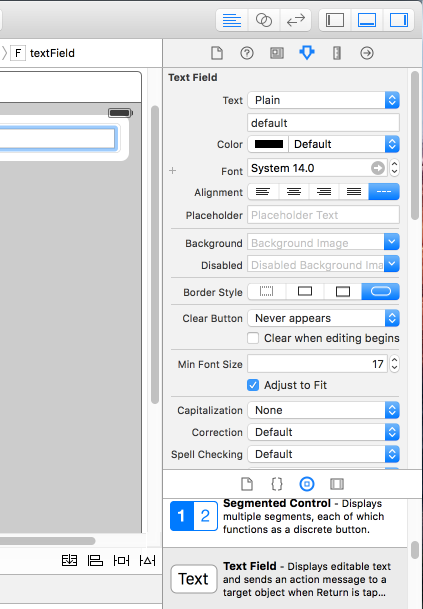 F textField
Text Field
Text Plain
default
Color Default
Font System 14.0
Alignment
Placeholder Placeholder Text
Background Background Image
Disabled Disabled Background Ima
Border Style
Clear Button Never appears
Clear when editing begins
Min Font Size 17
Adjust to Fit
Capitalization None
Correction Default
Spell Checking Default
1 2
Segmented Control - Displays
multiple segments, each of which
functions as a discrete button.
Text
Text Field - Displays editable text
and sends an action message to a
target object when Return is tap...